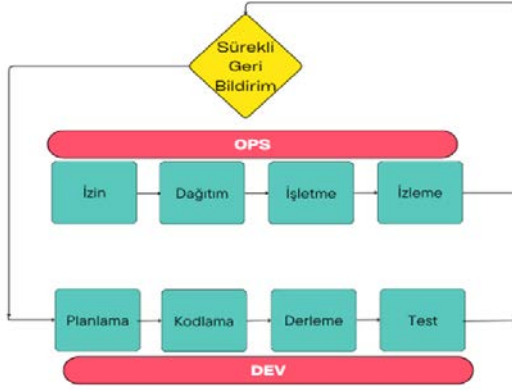 Sürekli
Geri
Bildirim
OPS
İzin
Dağıtım
İşletme
İzleme
Planlama
Kodlama
Derleme
Test
DEV